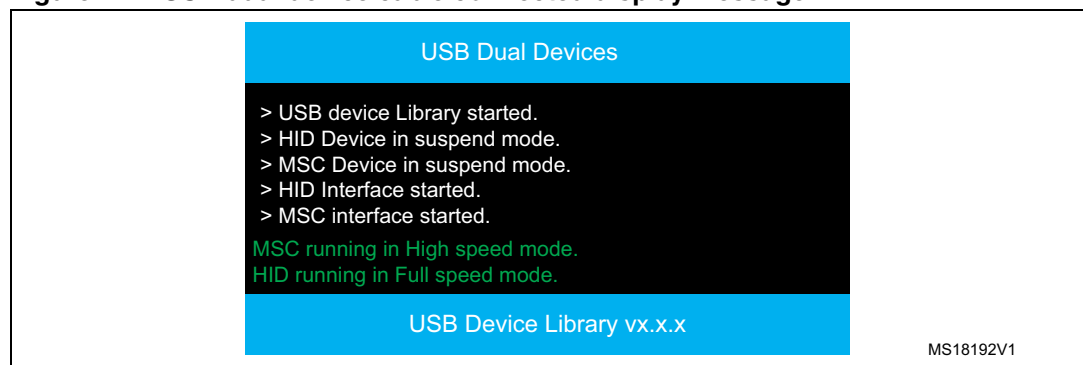 USB Dual Devices
> USB device Library started.
> HID Device in suspend mode.
> MSC Device in suspend mode.
> HID Interface started.
> MSC interface started.
MSC running in High speed mode.
HID running in Full speed mode.
USB Device Library vx.x.x
MS18192V1